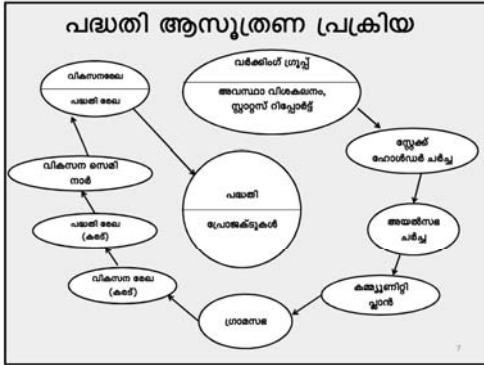 പദ്ധതി ആസൂത്രണ പ്രക്രിയ
വർക്കിംഗ് ഗ്രൂപ്പ്
അവസ്ഥാ വിശകലനം,
സ്റ്റാറ്റസ് റിപ്പോർട്ട്
സ്റ്റേക്ക്
ഹോൾഡർ ചർച്ച
അയൽസഭ
ചർച്ച
കമ്മ്യൂണിറ്റി
പ്ലാൻ
ഗ്രാമസഭ
വികസന രേഖ
(കരട്)
പദ്ധതി രേഖ
(കരട്)
വികസന സെമി
നാർ
വികസനരേഖ
പദ്ധതി രേഖ
പദ്ധതി
പ്രോജക്ടുകൾ
7